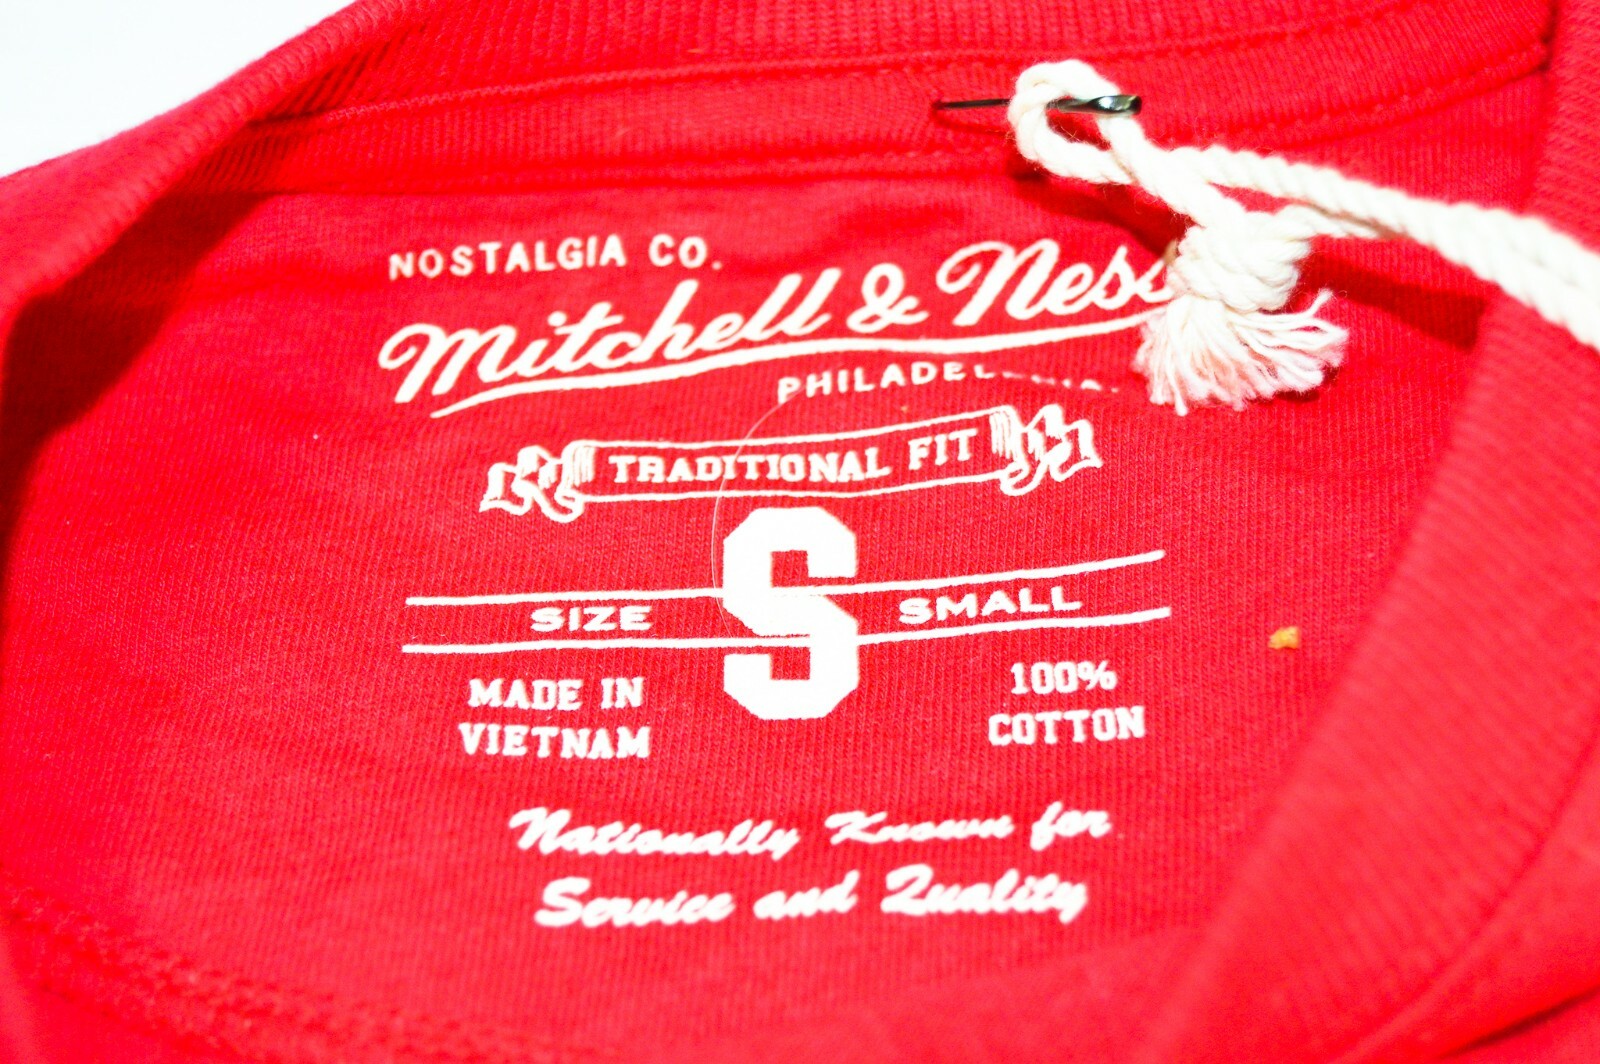 NOSTALGIA CO.
Mitchell & Ness
PHILADELPHIA.
TRADITIONAL FIT
S
SIZE SMALL
MADE IN
VIETNAM
100%
COTTON
Nationally Known for
Service and Quality